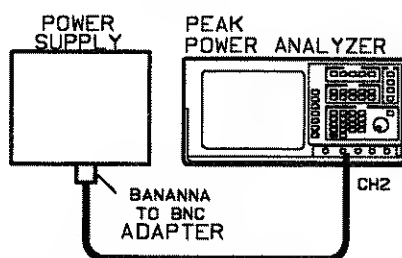 POWER
SUPPLY
PEAK
POWER ANALYZER
CH2
BANANNA
TO BNC
ADAPTER